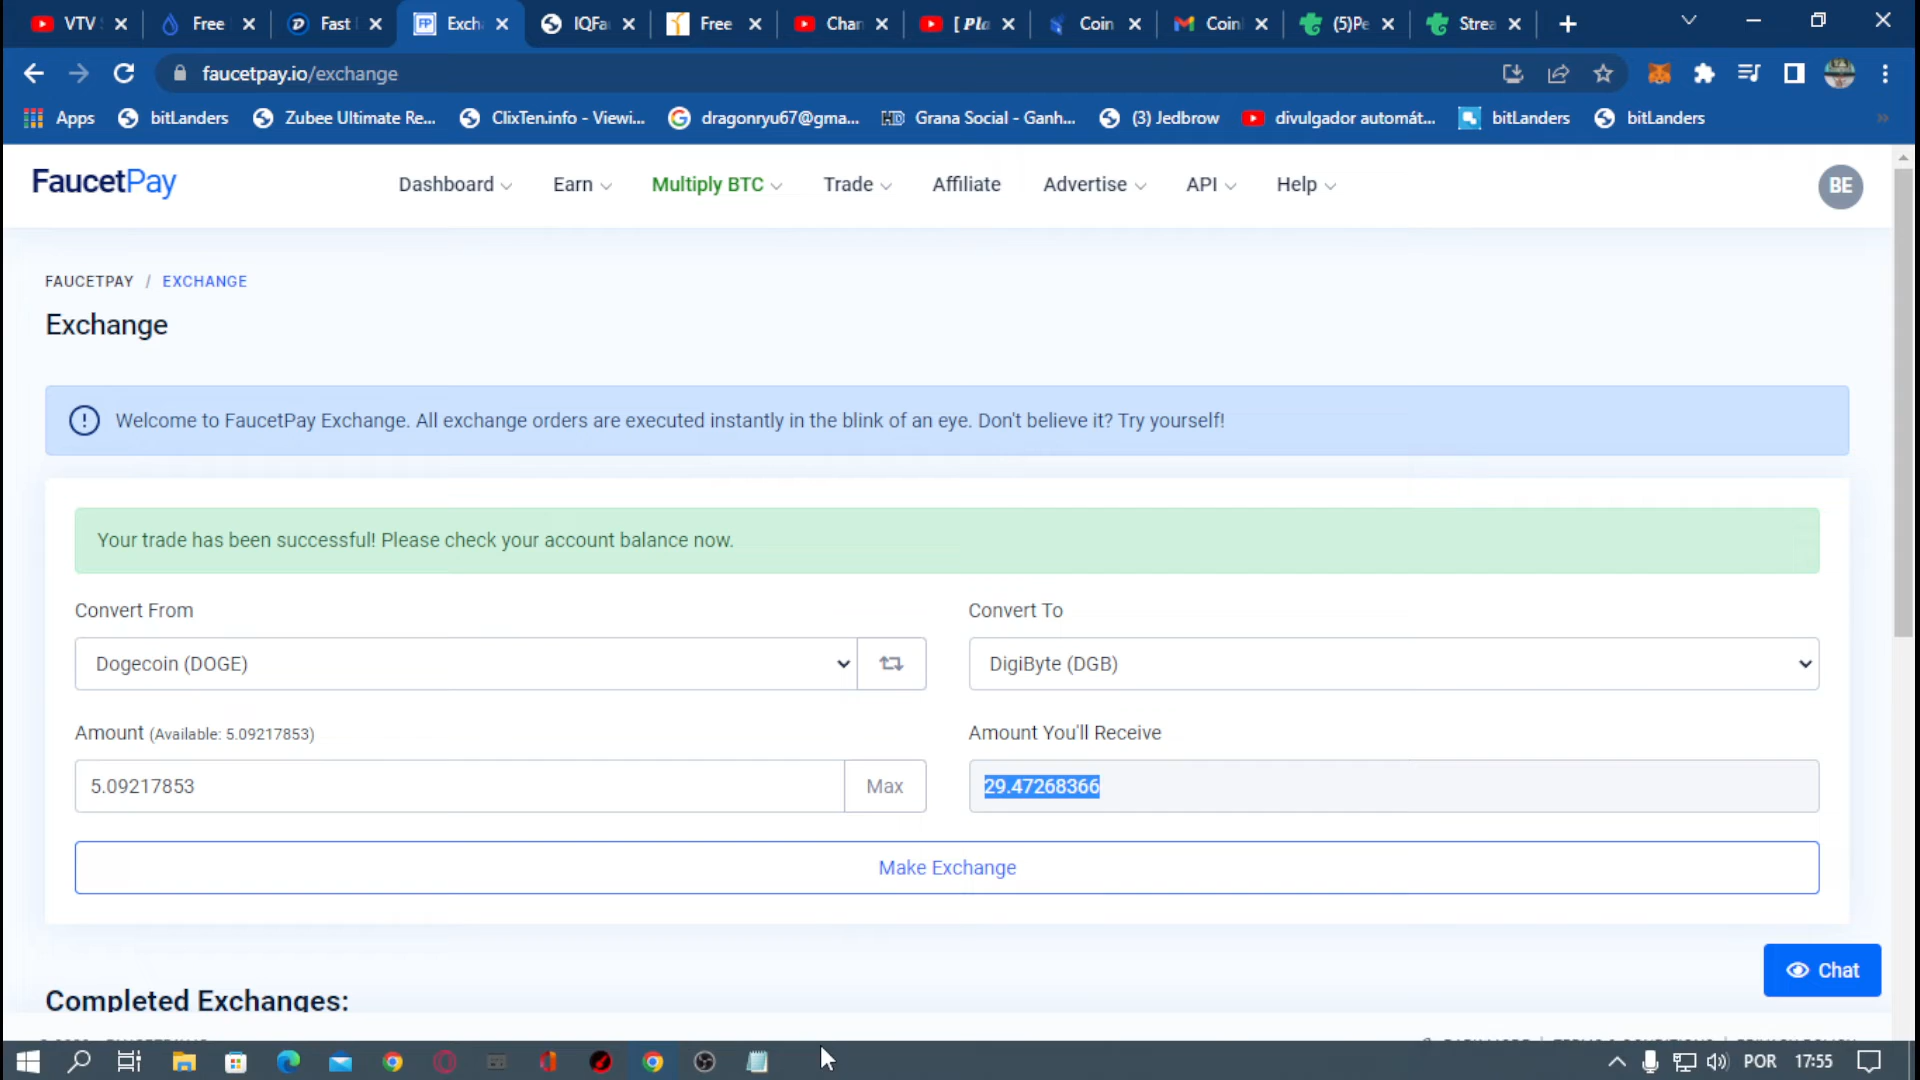 VTV
Free
Fast
Exch
IQFa
Free
Chan
[ Pla
Coin
Coin
(5)Pe
Strea
faucetpay.io/exchange
Apps
bitLanders
Zubee Ultimate Re...
ClixTen.info - Viewi...
dragonryu67@gma...
Grana Social - Ganh...
(3) Jedbrow
divulgador automát...
bitLanders
bitLanders
FaucetPay
Dashboard
Earn
Multiply BTC
Trade
Affiliate
Advertise
API
Help
BE
FAUCETPAY / EXCHANGE
Exchange
Welcome to FaucetPay Exchange. All exchange orders are executed instantly in the blink of an eye. Don't believe it? Try yourself!
Your trade has been successful! Please check your account balance now.
Convert From
Convert To
Dogecoin (DOGE)
DigiByte (DGB)
Amount (Available: 5.09217853)
Amount You'll Receive
5.09217853
Max
29.47268366
Make Exchange
Chat
Completed Exchanges:
POR
17:55